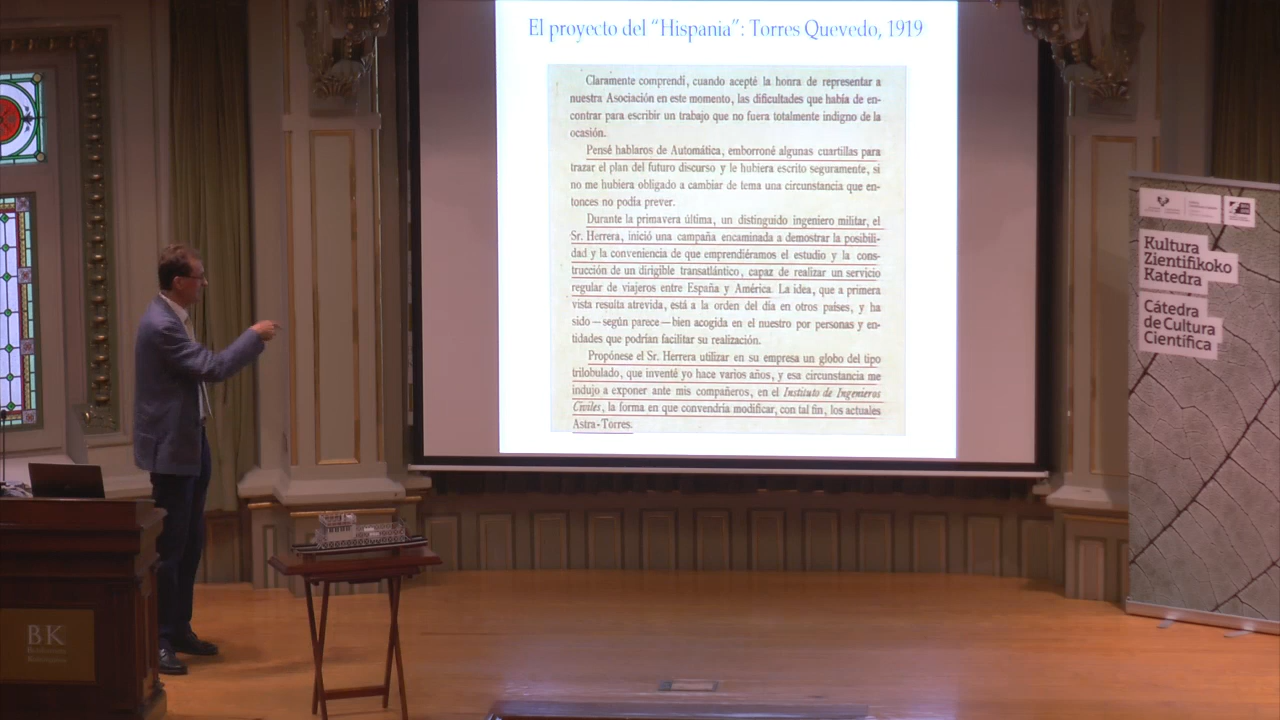 El proyecto del “Hispania”: Torres Quevedo, 1919
Claramente comprendí, cuando acepté la honra de representar a
nuestra Asociación en este momento, las dificultades que había de en-
contrar para escribir un trabajo que no fuera totalmente indigno de la
ocasión.
Pensé hablaros de Automática, emborroné algunas cuartillas para
trazar el plan del futuro discurso y le hubiera escrito seguramente, si
no me hubiera obligado a cambiar de tema una circunstancia que en-
tonces no podía prever.
Durante la primavera última, un distinguido ingeniero militar, el
Sr. Herrera, inició una campaña encaminada a demostrar la posibili-
dad y la conveniencia de que emprendiéramos el estudio y la cons-
trucción de un dirigible transatlántico, capaz de realizar un servicio
regular de viajeros entre España y América. La idea, que a primera
vista resulta atrevida, está a la orden del día en otros países, y ha
sido—según parece—bien acogida en el nuestro por personas y en-
tidades que podrían facilitar su realización.
Propónese el Sr. Herrera utilizar en su empresa un globo del tipo
trilobulado, que inventé yo hace varios años, y esa circunstancia me
indujo a exponer ante mis compañeros, en el Instituto de Ingenieros
Civiles, la forma en que convendría modificar, con tal fin, los actuales
Astra-Torres.
Kultura
Zientifikoko
Katedra
Cátedra
de Cultura
Científica
BK